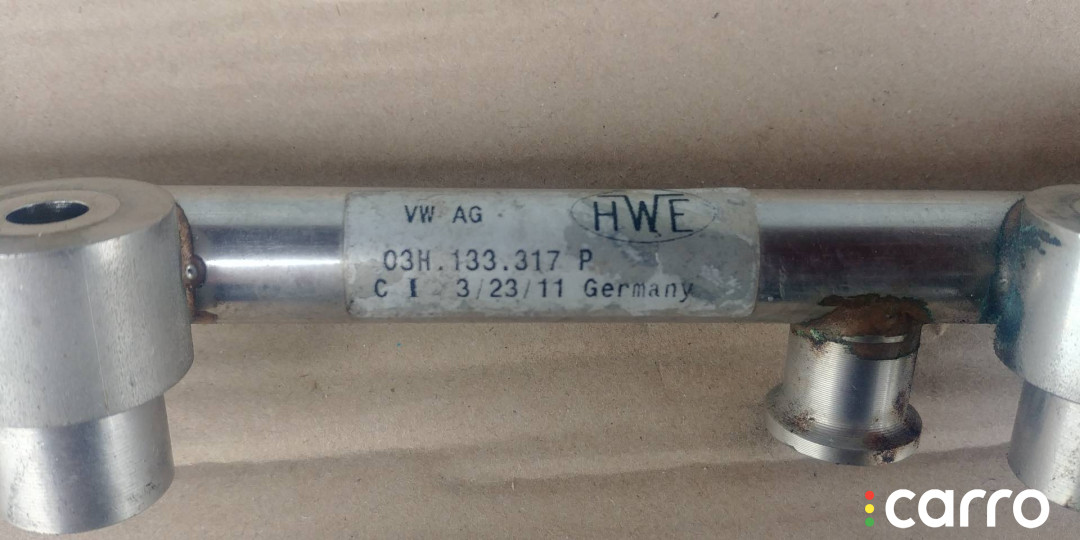 VW AG
HWE
03H.133.317 P
C I 3/23/11 Germany
carro